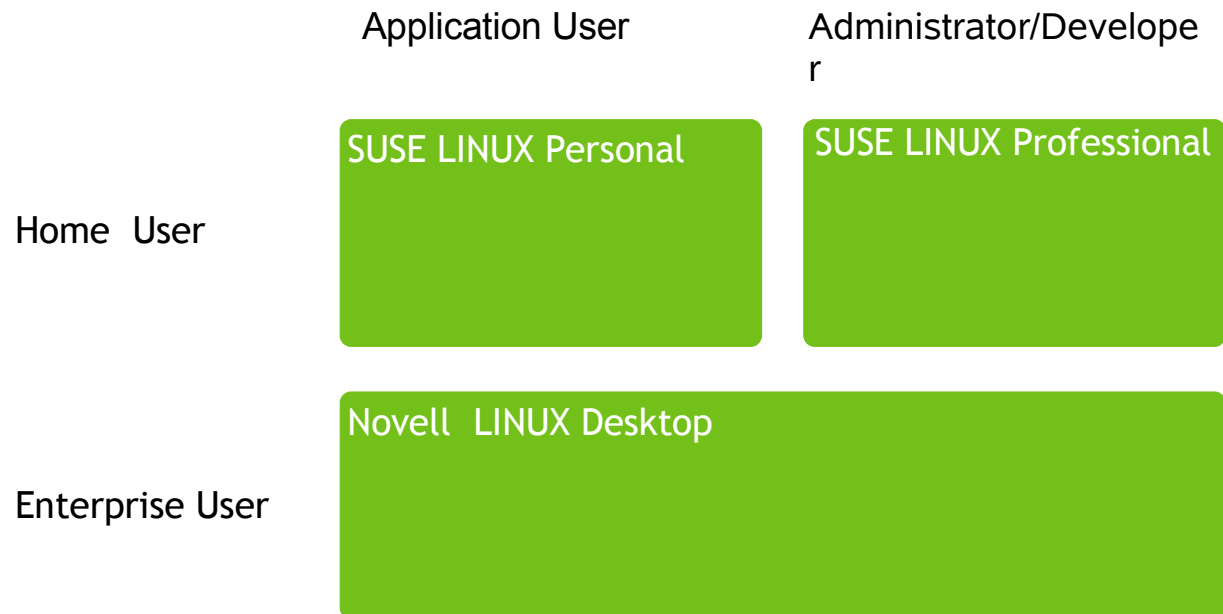 Application User
Administrator/Develope
r
SUSE LINUX Personal
SUSE LINUX Professional
Home  User
Novell  LINUX Desktop
Enterprise User